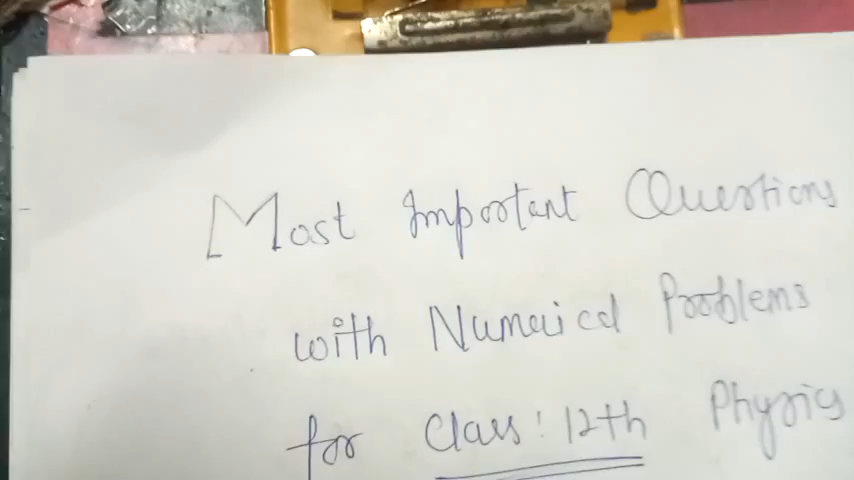 Most Important Questions
with Numerical Problems
for Class: 12th Physics